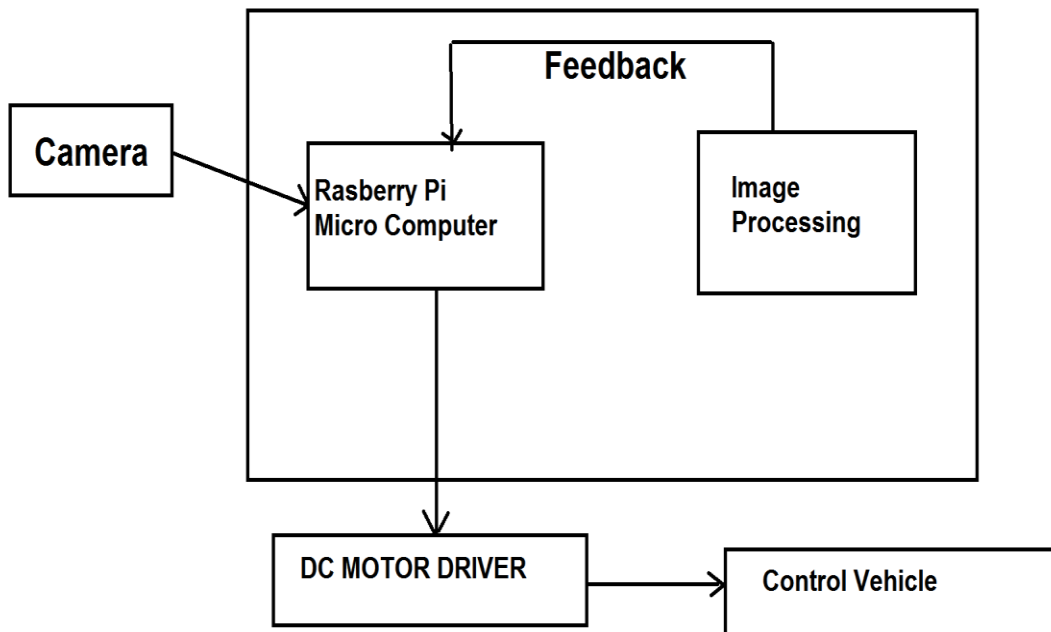 Feedback
Camera
Rasberry Pi
Micro Computer
Image
Processing
DC MOTOR DRIVER
Control Vehicle